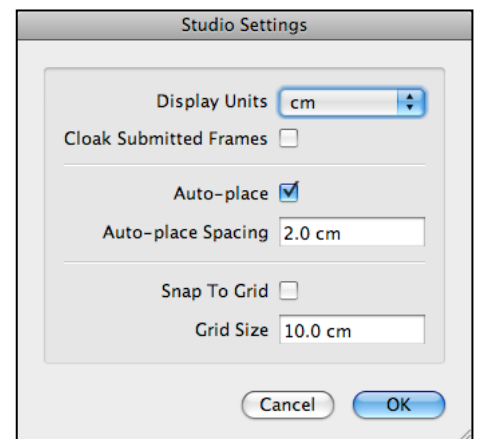 Studio Settings
Display Units cm
Cloak Submitted Frames
Auto-place
Auto-place Spacing 2.0 cm
Snap To Grid
Grid Size 10.0 cm
Cancel OK